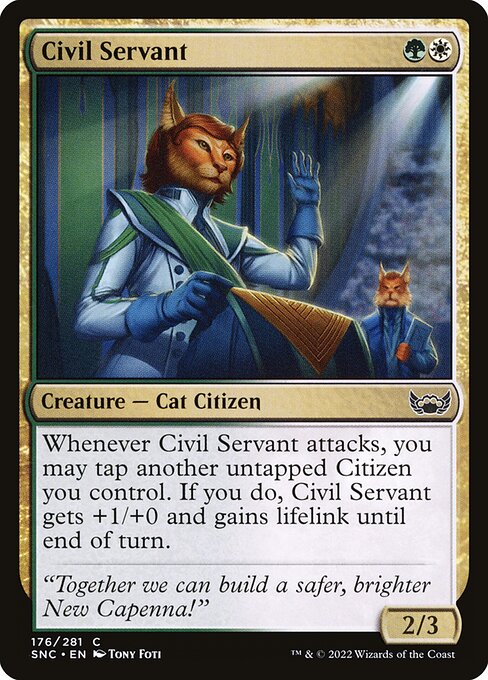 Civil Servant
Creature — Cat Citizen
Whenever Civil Servant attacks, you
may tap another untapped Citizen
you control. If you do, Civil Servant
gets +1/+0 and gains lifelink until
end of turn.
“Together we can build a safer, brighter
New Capenna!”
2/3
176/281 C
SNC • EN Tony Foti
™ & © 2022 Wizards of the Coast